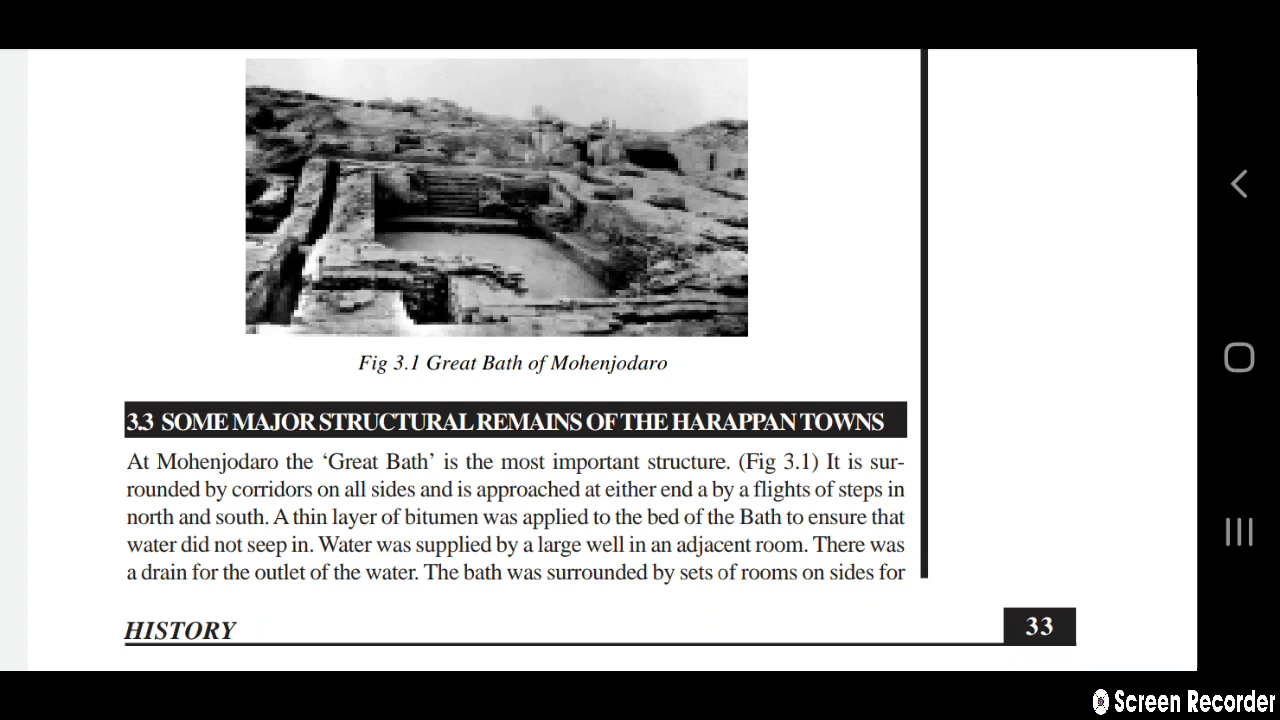 Fig 3.1 Great Bath of Mohenjodaro
3.3 SOME MAJOR STRUCTURAL REMAINS OF THE HARAPPAN TOWNS
At Mohenjodaro the ‘Great Bath’ is the most important structure. (Fig 3.1) It is sur-
rounded by corridors on all sides and is approached at either end a by a flights of steps in
north and south. A thin layer of bitumen was applied to the bed of the Bath to ensure that
water did not seep in. Water was supplied by a large well in an adjacent room. There was
a drain for the outlet of the water. The bath was surrounded by sets of rooms on sides for
HISTORY
33
Screen Recorder